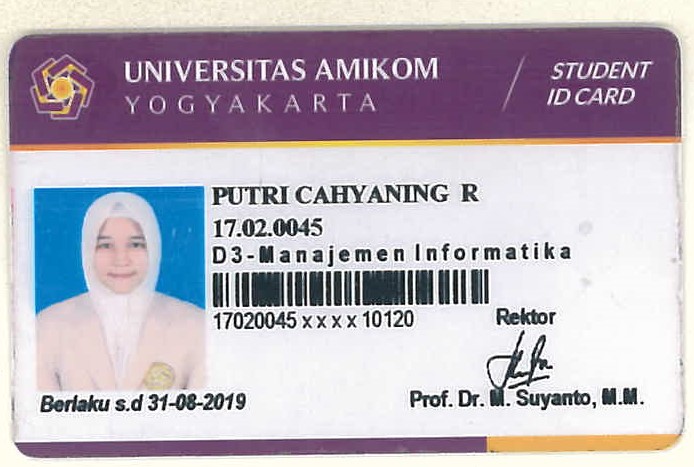 UNIVERSITAS AMIKOM
YOGYAKARTA
STUDENT
ID CARD
PUTRI CAHYANING R
17.02.0045
D3-Manajemen Informatika
17020045 x x x x 10120
Rektor
Berlaku s.d 31-08-2019
Prof. Dr. M. Suyanto, M.M.